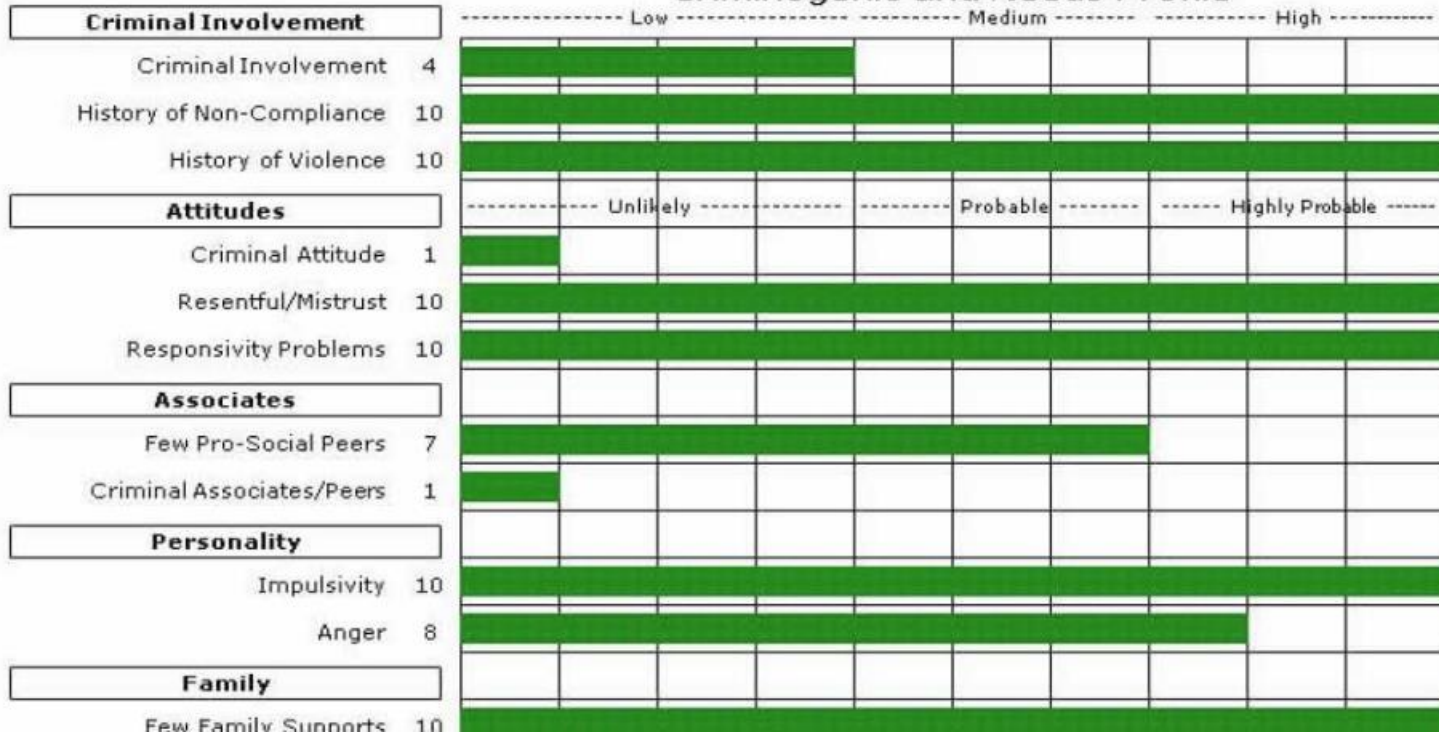 Criminal Involvement ---------- Low ---------- ---------- Medium ---------- ---------- High ----------
Criminal Involvement 4
History of Non-Compliance 10
History of Violence 10
Attitudes ---------- Unlikely ---------- ---------- Probable ---------- ---------- Highly Probable ----------
Criminal Attitude 1
Resentful/Mistrust 10
Responsivity Problems 10
Associates
Few Pro-Social Peers 7
Criminal Associates/Peers 1
Personality
Impulsivity 10
Anger 8
Family
Few Family Supports 10